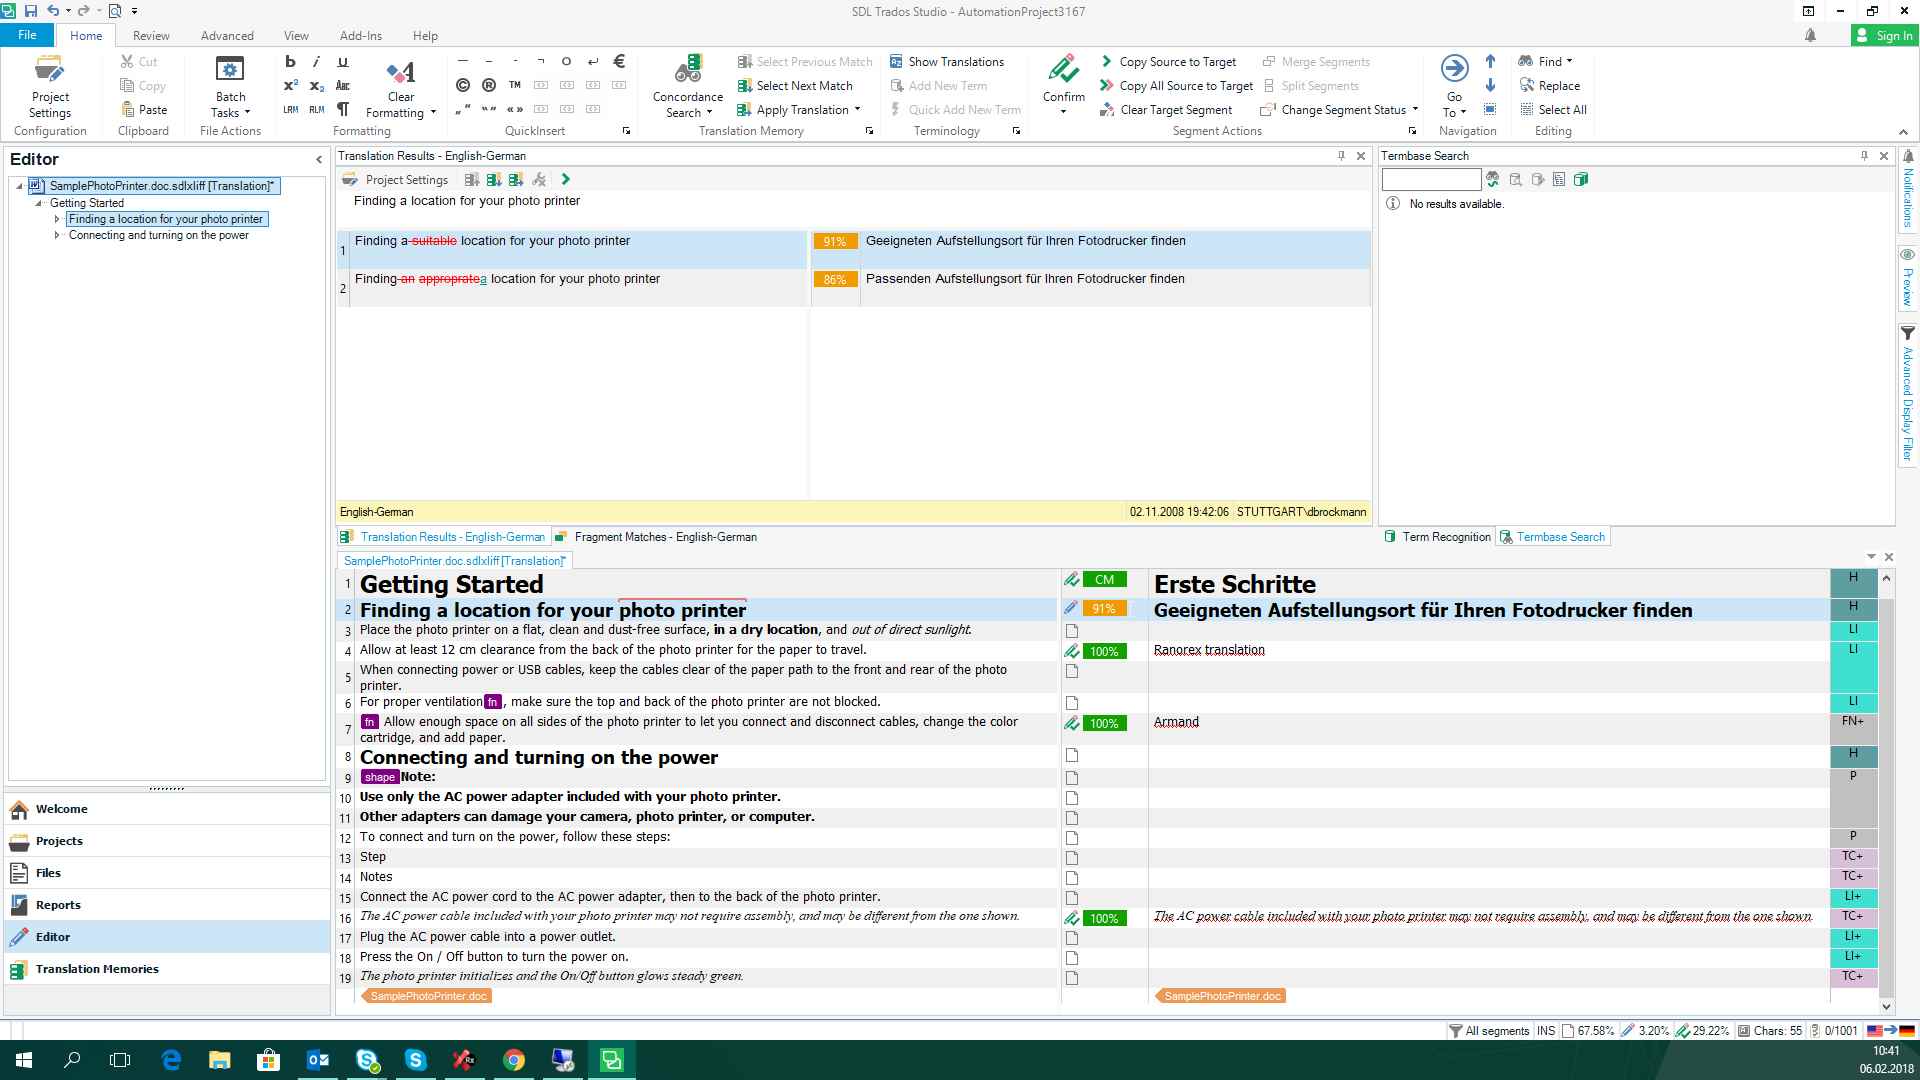 SDL Trados Studio - AutomationProject3167
File
Home
Review
Advanced
View
Add-Ins
Help
Sign In
Project Settings
Configuration
Cut
Copy
Paste
Clipboard
Batch Tasks
File Actions
b i U
x² x₂ Abc
LRM RLM ¶
Clear Formatting
Formatting
€
© ® TM
„“ “” « »
QuickInsert
Concordance Search
Select Previous Match
Select Next Match
Apply Translation
Translation Memory
Show Translations
Add New Term
Quick Add New Term
Terminology
Confirm
Copy Source to Target
Copy All Source to Target
Clear Target Segment
Merge Segments
Split Segments
Change Segment Status
Segment Actions
Go To
Navigation
Find
Replace
Select All
Editing
Editor
SamplePhotoPrinter.doc.sdlxliff [Translation]*
Getting Started
Finding a location for your photo printer
Connecting and turning on the power
Welcome
Projects
Files
Reports
Editor
Translation Memories
Translation Results - English-German
Project Settings
Finding a location for your photo printer
1 Finding a suitable location for your photo printer 91% Geeigneten Aufstellungsort für Ihren Fotodrucker finden
2 Finding an appropratea location for your photo printer 86% Passenden Aufstellungsort für Ihren Fotodrucker finden
English-German 02.11.2008 19:42:06 STUTTGART\dbrockmann
Translation Results - English-German
Fragment Matches - English-German
Termbase Search
No results available.
Term Recognition
Termbase Search
Notifications
Preview
Advanced Display Filter
SamplePhotoPrinter.doc.sdlxliff [Translation]*
1 Getting Started CM Erste Schritte H
2 Finding a location for your photo printer 91% Geeigneten Aufstellungsort für Ihren Fotodrucker finden H
3 Place the photo printer on a flat, clean and dust-free surface, in a dry location, and out of direct sunlight. LI
4 Allow at least 12 cm clearance from the back of the photo printer for the paper to travel. 100% Ranorex translation LI
5 When connecting power or USB cables, keep the cables clear of the paper path to the front and rear of the photo
printer.
6 For proper ventilation fn , make sure the top and back of the photo printer are not blocked. LI
7 fn Allow enough space on all sides of the photo printer to let you connect and disconnect cables, change the color 100% Armand FN+
cartridge, and add paper.
8 Connecting and turning on the power H
9 shape Note: P
10 Use only the AC power adapter included with your photo printer.
11 Other adapters can damage your camera, photo printer, or computer.
12 To connect and turn on the power, follow these steps: P
13 Step TC+
14 Notes TC+
15 Connect the AC power cord to the AC power adapter, then to the back of the photo printer. LI+
16 The AC power cable included with your photo printer may not require assembly, and may be different from the one shown. 100% The AC power cable included with your photo printer may not require assembly, and may be different from the one shown. TC+
17 Plug the AC power cable into a power outlet. LI+
18 Press the On / Off button to turn the power on. LI+
19 The photo printer initializes and the On/Off button glows steady green. TC+
SamplePhotoPrinter.doc SamplePhotoPrinter.doc
All segments INS 67.58% 3.20% 29.22% Chars: 55 0/1001
10:41
06.02.2018